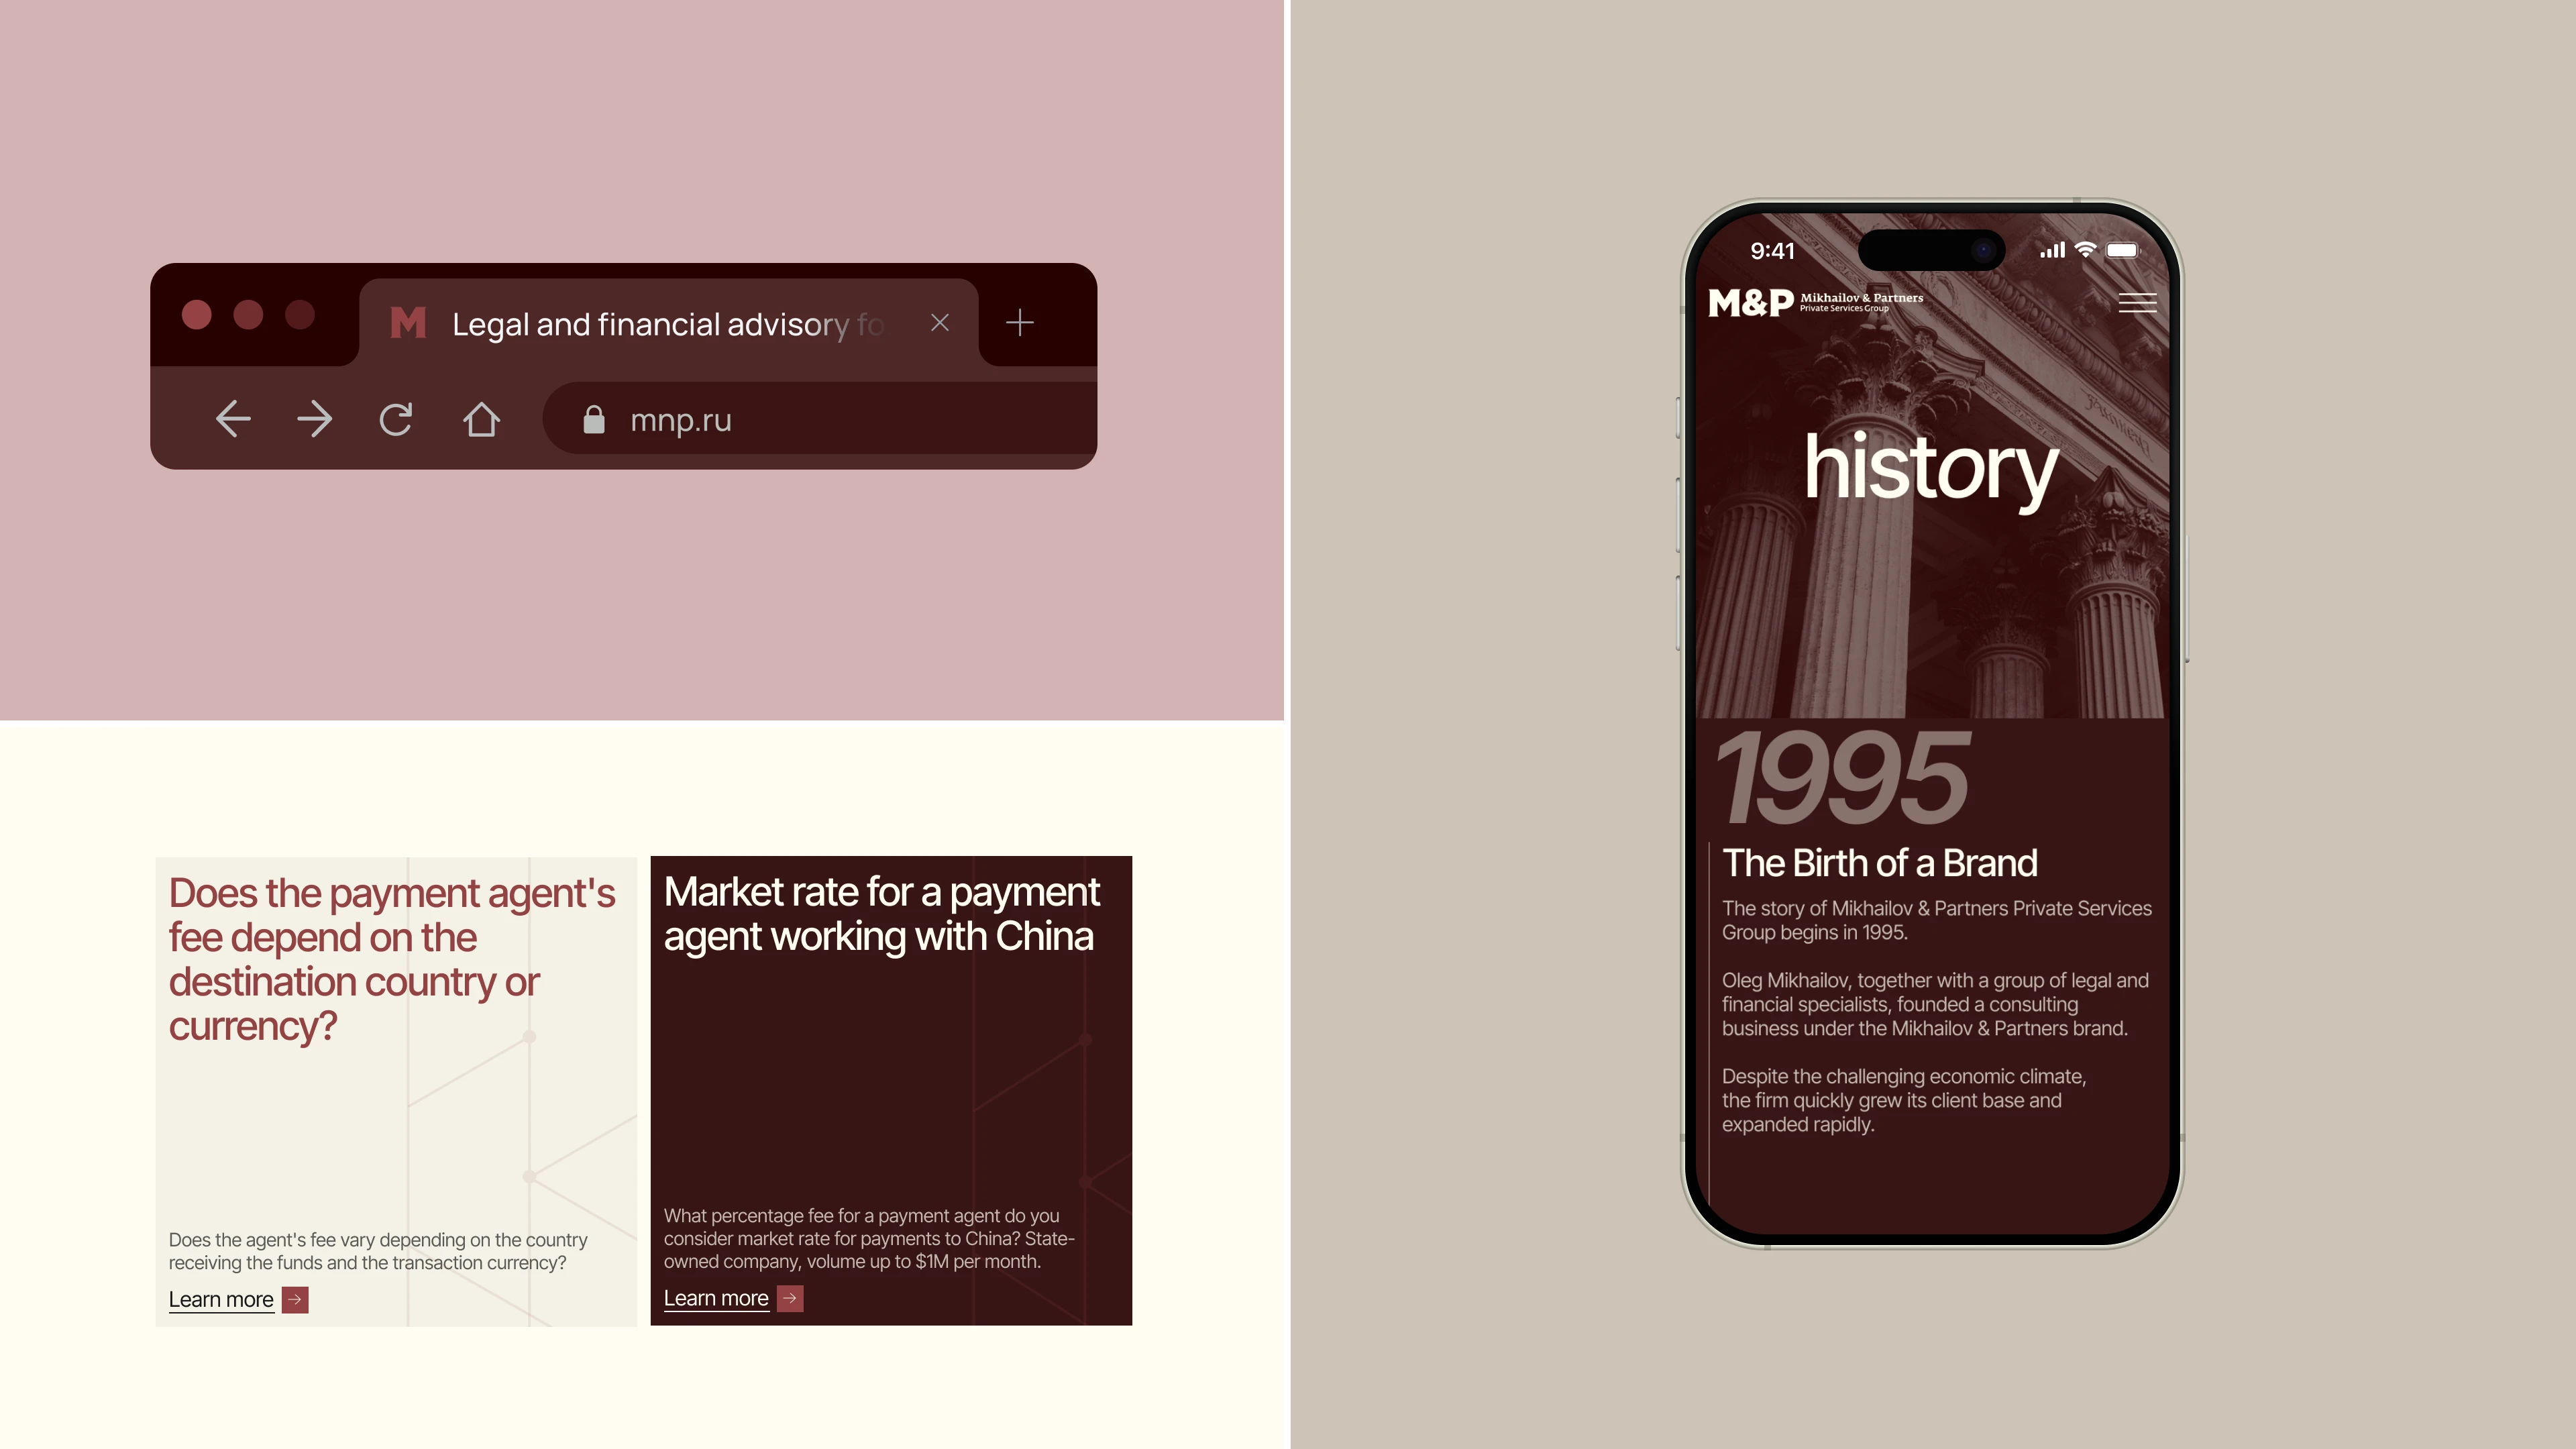 M
Legal and financial advisory fo
mnp.ru
Does the payment agent's
fee depend on the
destination country or
currency?
Does the agent's fee vary depending on the country
receiving the funds and the transaction currency?
Learn more
Market rate for a payment
agent working with China
What percentage fee for a payment agent do you
consider market rate for payments to China? State-
owned company, volume up to $1M per month.
Learn more
9:41
M&P
Mikhailov & Partners
Private Services Group
history
1995
The Birth of a Brand
The story of Mikhailov & Partners Private Services
Group begins in 1995.
Oleg Mikhailov, together with a group of legal and
financial specialists, founded a consulting
business under the Mikhailov & Partners brand.
Despite the challenging economic climate,
the firm quickly grew its client base and
expanded rapidly.